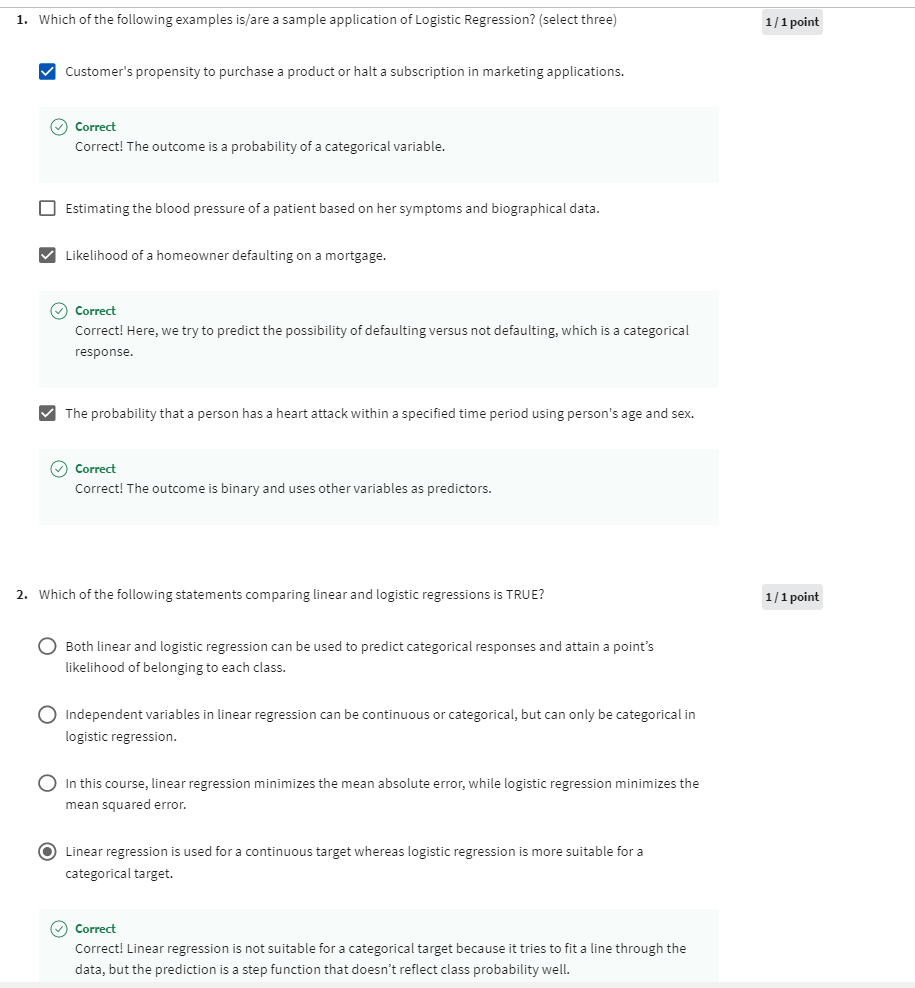 1. Which of the following examples is/are a sample application of Logistic Regression? (select three)
1 / 1 point
Customer's propensity to purchase a product or halt a subscription in marketing applications.
Correct
Correct! The outcome is a probability of a categorical variable.
Estimating the blood pressure of a patient based on her symptoms and biographical data.
Likelihood of a homeowner defaulting on a mortgage.
Correct
Correct! Here, we try to predict the possibility of defaulting versus not defaulting, which is a categorical
response.
The probability that a person has a heart attack within a specified time period using person's age and sex.
Correct
Correct! The outcome is binary and uses other variables as predictors.
2. Which of the following statements comparing linear and logistic regressions is TRUE?
1 / 1 point
Both linear and logistic regression can be used to predict categorical responses and attain a point's
likelihood of belonging to each class.
Independent variables in linear regression can be continuous or categorical, but can only be categorical in
logistic regression.
In this course, linear regression minimizes the mean absolute error, while logistic regression minimizes the
mean squared error.
Linear regression is used for a continuous target whereas logistic regression is more suitable for a
categorical target.
Correct
Correct! Linear regression is not suitable for a categorical target because it tries to fit a line through the
data, but the prediction is a step function that doesn't reflect class probability well.